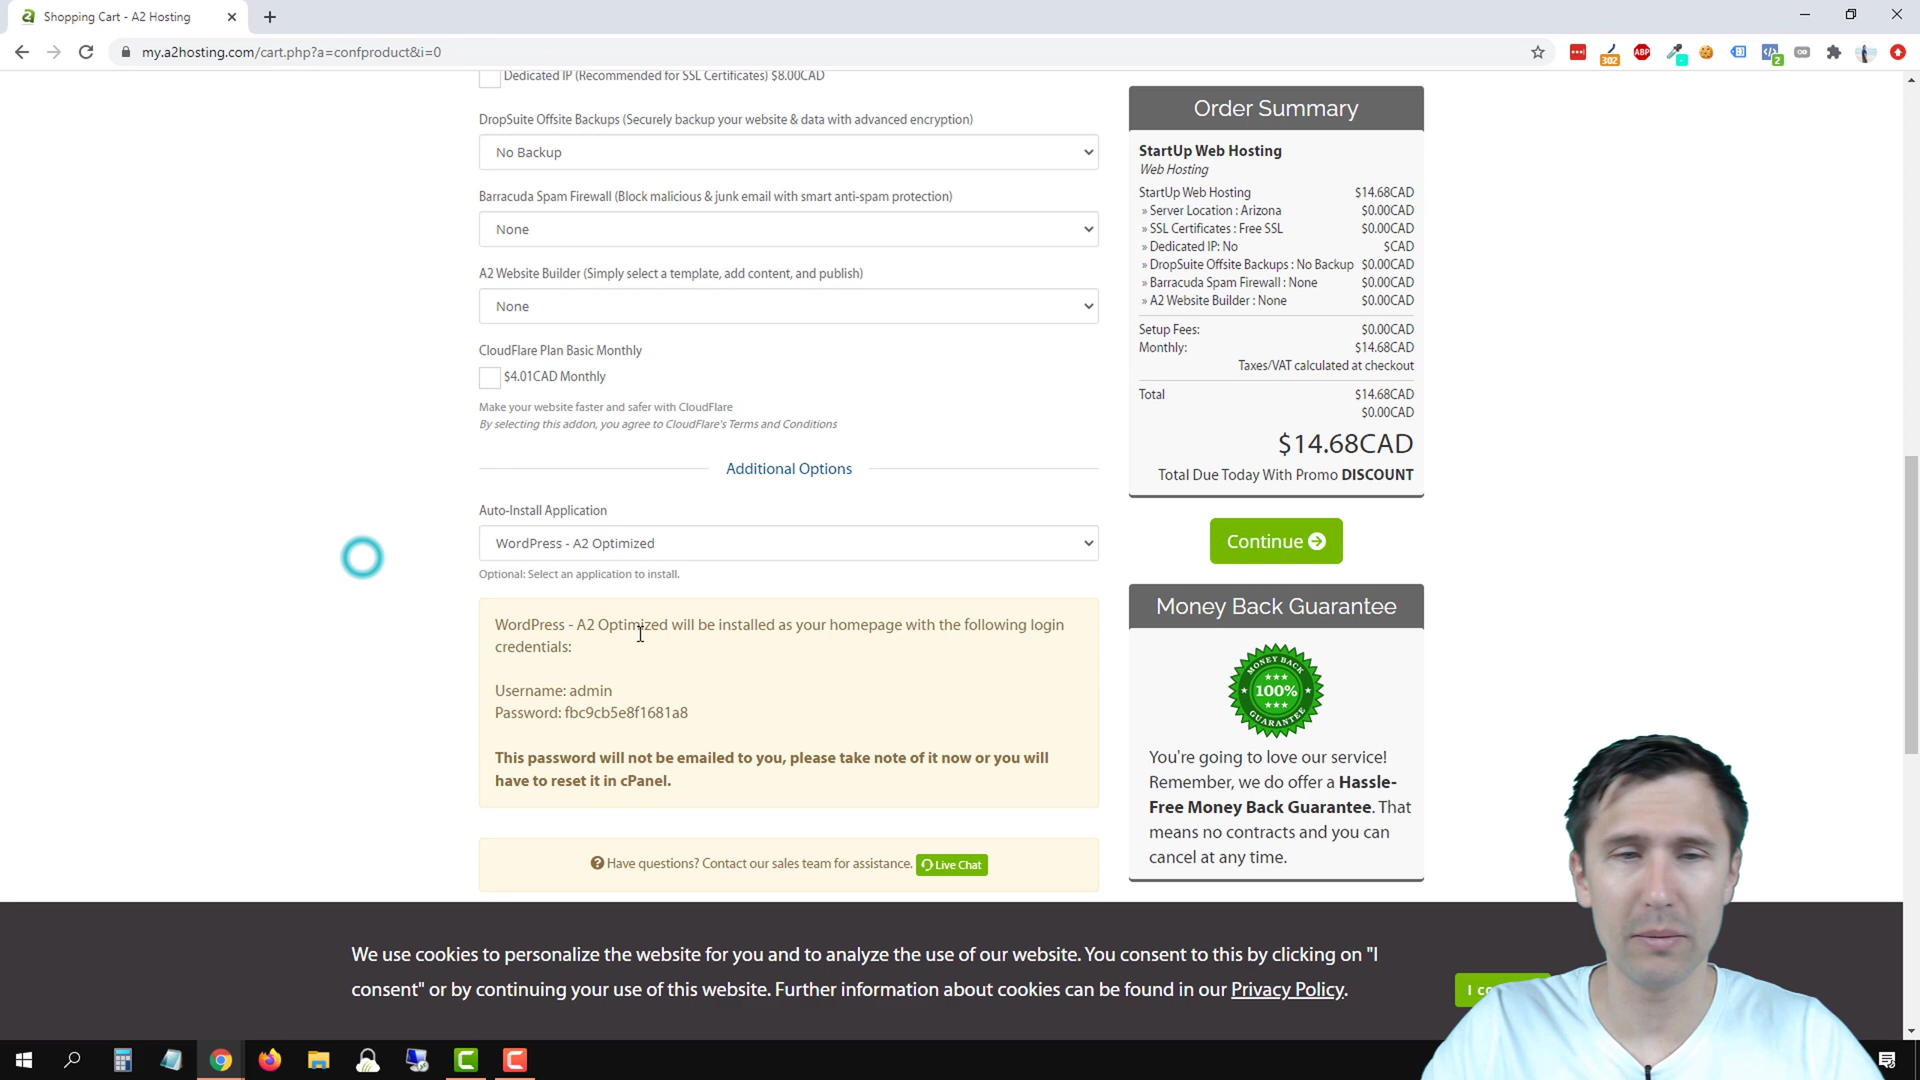 Shopping Cart - A2 Hosting
my.a2hosting.com/cart.php?a=confproduct&i=0
302
ABP
2
Dedicated IP (Recommended for SSL Certificates) $8.00CAD
DropSuite Offsite Backups (Securely backup your website & data with advanced encryption)
No Backup
Barracuda Spam Firewall (Block malicious & junk email with smart anti-spam protection)
None
A2 Website Builder (Simply select a template, add content, and publish)
None
CloudFlare Plan Basic Monthly
$4.01CAD Monthly
Make your website faster and safer with CloudFlare
By selecting this addon, you agree to CloudFlare's Terms and Conditions
Additional Options
Auto-Install Application
WordPress - A2 Optimized
Optional: Select an application to install.
WordPress - A2 Optimized will be installed as your homepage with the following login
credentials:
Username: admin
Password: fbc9cb5e8f1681a8
This password will not be emailed to you, please take note of it now or you will
have to reset it in cPanel.
Have questions? Contact our sales team for assistance. Live Chat
Order Summary
StartUp Web Hosting
Web Hosting
StartUp Web Hosting $14.68CAD
» Server Location : Arizona $0.00CAD
» SSL Certificates : Free SSL $0.00CAD
» Dedicated IP: No $CAD
» DropSuite Offsite Backups : No Backup $0.00CAD
» Barracuda Spam Firewall : None $0.00CAD
» A2 Website Builder : None $0.00CAD
Setup Fees: $0.00CAD
Monthly: $14.68CAD
Taxes/VAT calculated at checkout
Total $14.68CAD
$0.00CAD
$14.68CAD
Total Due Today With Promo DISCOUNT
Continue
Money Back Guarantee
MONEY BACK
100%
GUARANTEE
You're going to love our service!
Remember, we do offer a Hassle-
Free Money Back Guarantee. That
means no contracts and you can
cancel at any time.
We use cookies to personalize the website for you and to analyze the use of our website. You consent to this by clicking on "I
consent" or by continuing your use of this website. Further information about cookies can be found in our Privacy Policy.